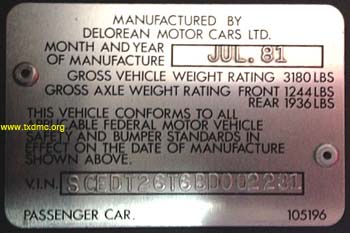 MANUFACTURED BY
DELOREAN MOTOR CARS LTD.
MONTH AND YEAR
OF MANUFACTURE JUL. 81
GROSS VEHICLE WEIGHT RATING 3180 LBS
GROSS AXLE WEIGHT RATING FRONT 1244 LBS
REAR 1936 LBS
THIS VEHICLE CONFORMS TO ALL
www.txdmc.org
APPLICABLE FEDERAL MOTOR VEHICLE
SAFETY AND BUMPER STANDARDS IN
EFFECT ON THE DATE OF MANUFACTURE
SHOWN ABOVE.
V.I.N. SCEDT26T6BD002281
PASSENGER CAR. 105196